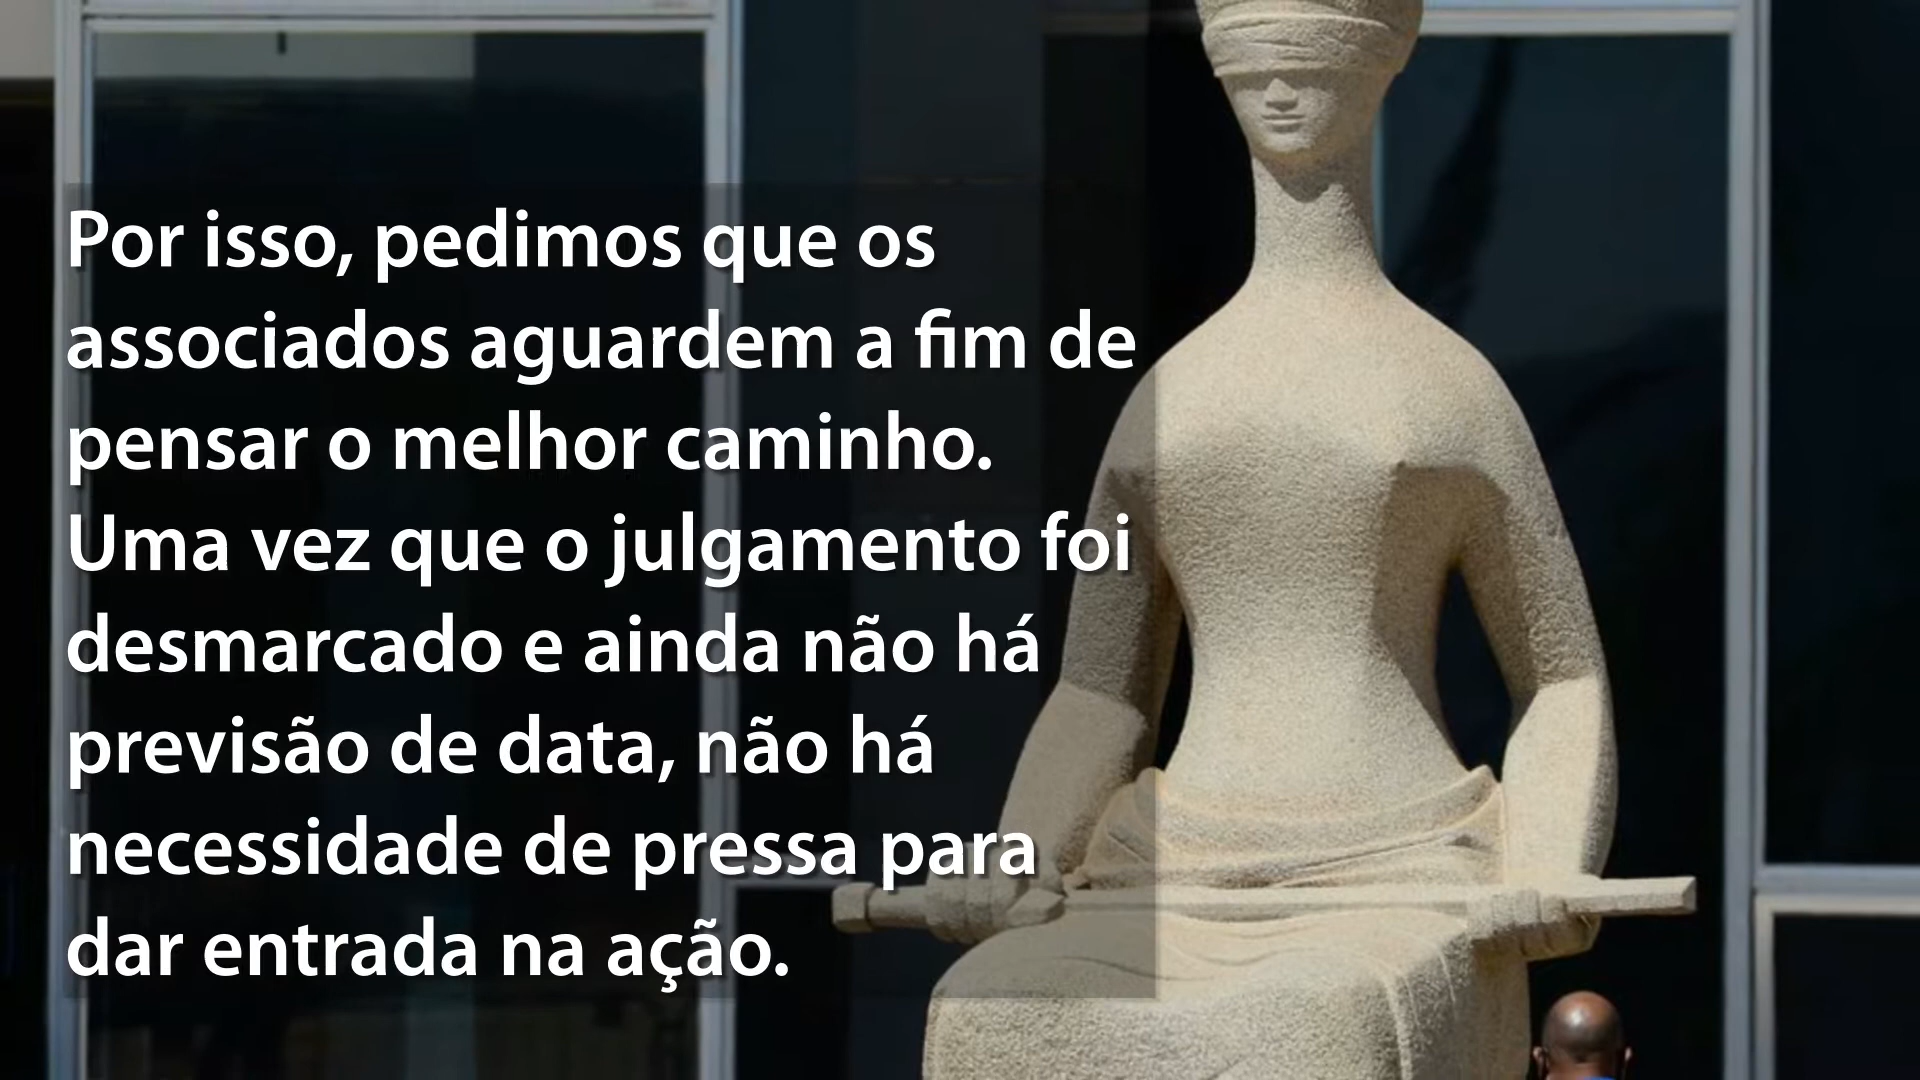 Por isso, pedimos que os
associados aguardem a fim de
pensar o melhor caminho.
Uma vez que o julgamento foi
desmarcado e ainda não há
previsão de data, não há
necessidade de pressa para
dar entrada na ação.